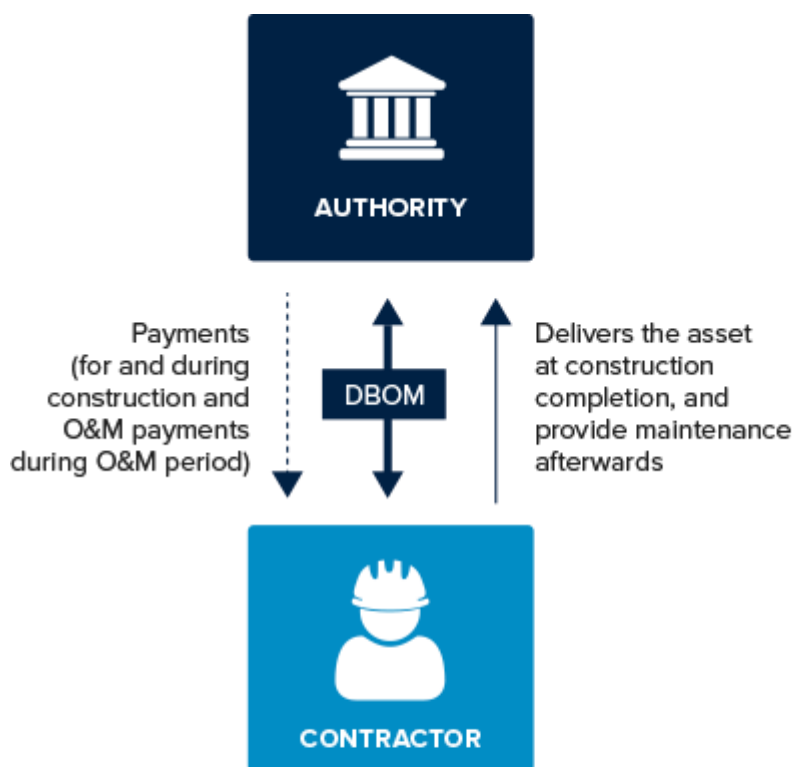 AUTHORITY
Payments
(for and during
construction and
O&M payments
during O&M period)
DBOM
Delivers the asset
at construction
completion, and
provide maintenance
afterwards
CONTRACTOR